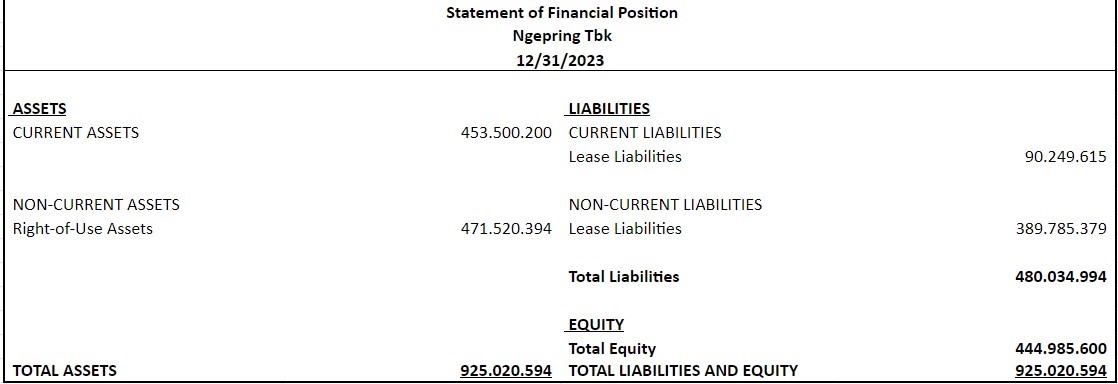 Statement of Financial Position
Ngepring Tbk
12/31/2023
ASSETS LIABILITIES
CURRENT ASSETS 453.500.200 CURRENT LIABILITIES
Lease Liabilities 90.249.615
NON-CURRENT ASSETS NON-CURRENT LIABILITIES
Right-of-Use Assets 471.520.394 Lease Liabilities 389.785.379
Total Liabilities 480.034.994
EQUITY
Total Equity 444.985.600
TOTAL ASSETS 925.020.594 TOTAL LIABILITIES AND EQUITY 925.020.594